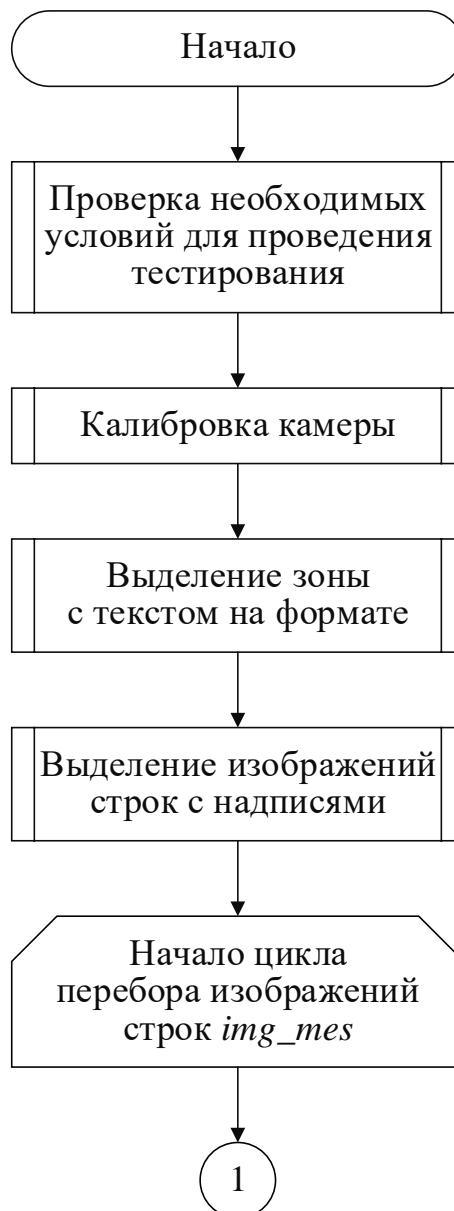 Начало
Проверка необходимых
условий для проведения
тестирования
Калибровка камеры
Выделение зоны
с текстом на формате
Выделение изображений
строк с надписями
Начало цикла
перебора изображений
строк img_mes
1